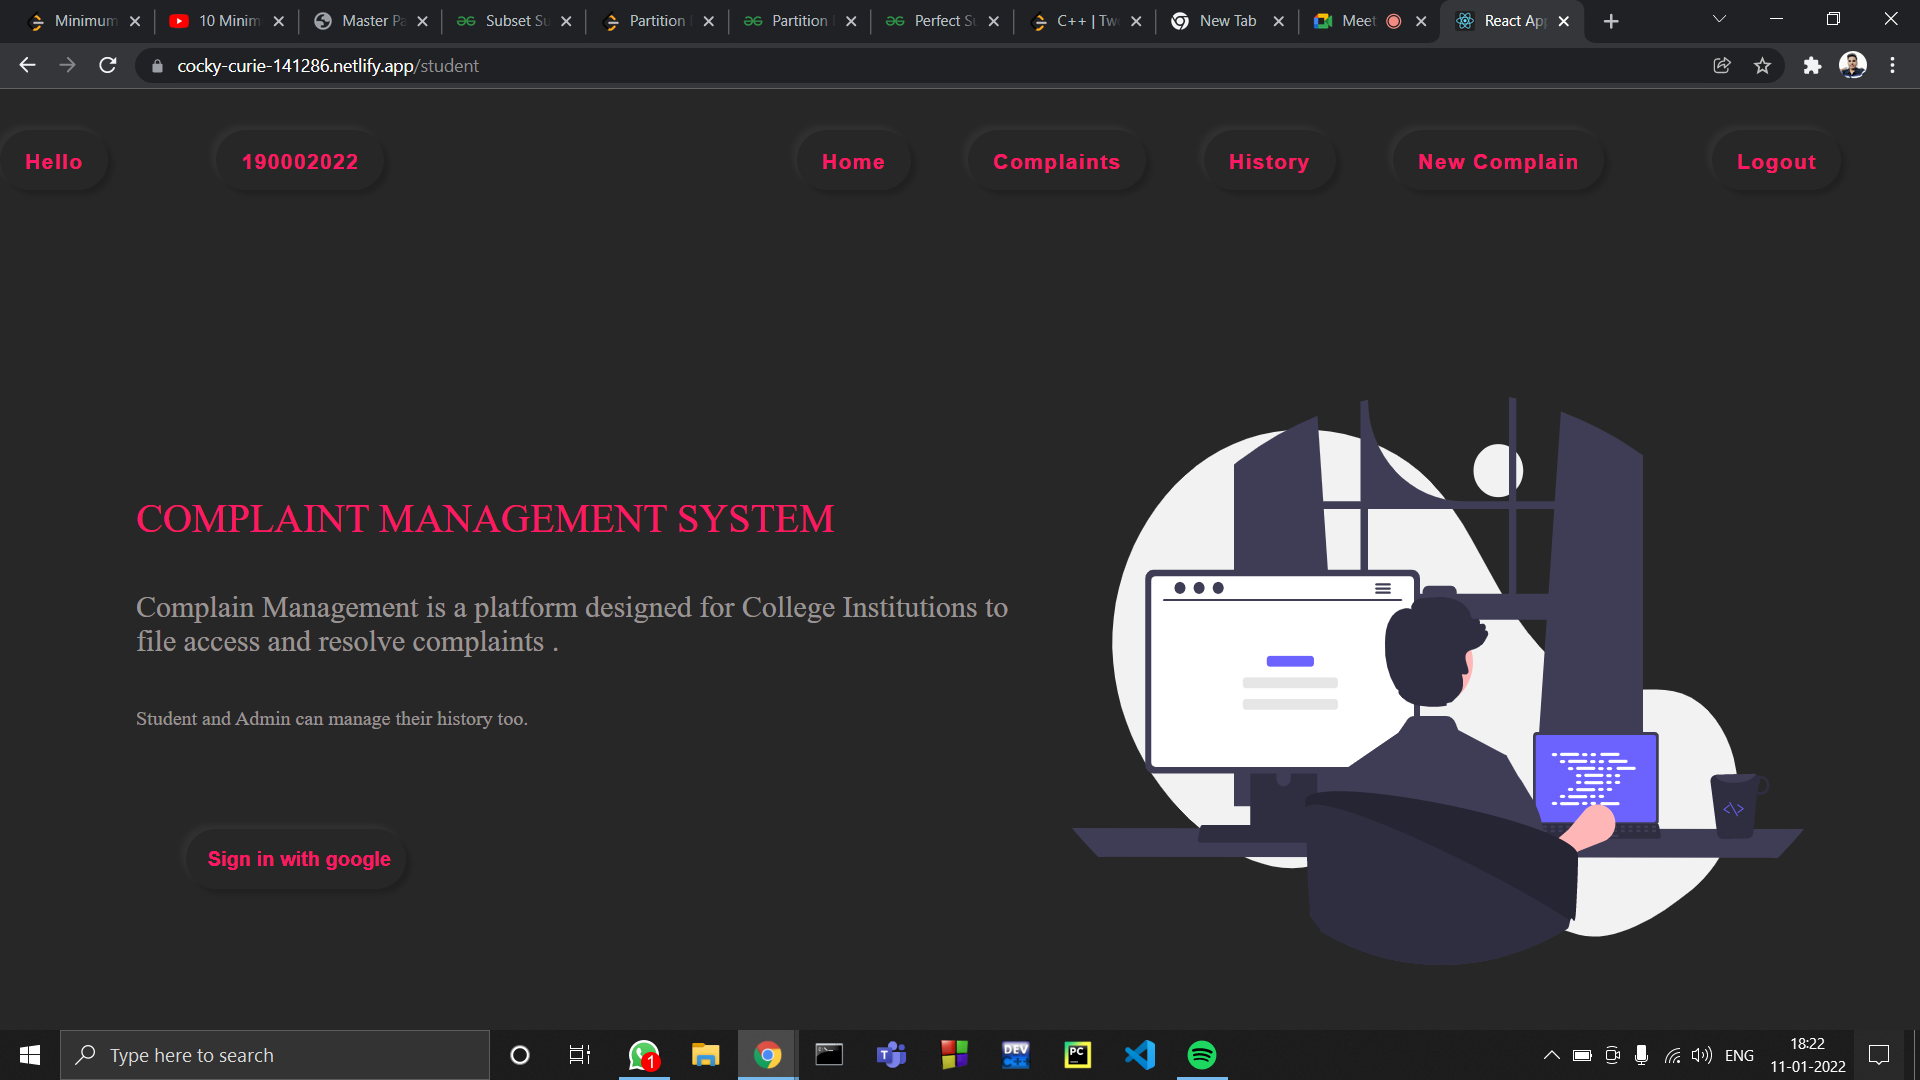 Minimum
10 Minim
Master Pa
Subset Su
Partition
Partition
Perfect Su
C++ | Tw
New Tab
Meet
React App
cocky-curie-141286.netlify.app/student
Hello
190002022
Home
Complaints
History
New Complain
Logout
COMPLAINT MANAGEMENT SYSTEM
Complain Management is a platform designed for College Institutions to
file access and resolve complaints .
Student and Admin can manage their history too.
Sign in with google
<\>
Type here to search
1
DEV
C++
PC
T
ENG
18:22
11-01-2022